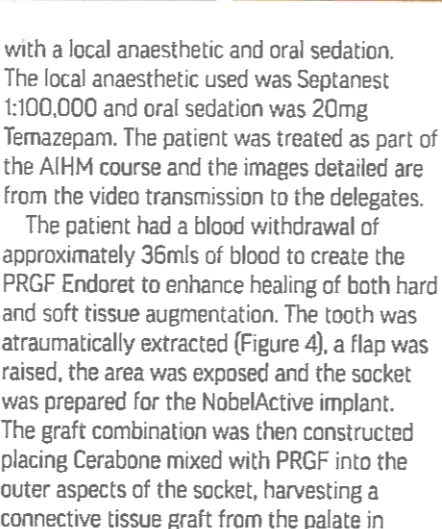 with a local anaesthetic and oral sedation.
The local anaesthetic used was Septanest
1:100,000 and oral sedation was 20mg
Temazepam. The patient was treated as part of
the AIHM course and the images detailed are
from the video transmission to the delegates.
The patient had a blood withdrawal of
approximately 36mls of blood to create the
PRGF Endoret to enhance healing of both hard
and soft tissue augmentation. The tooth was
atraumatically extracted (Figure 4), a flap was
raised, the area was exposed and the socket
was prepared for the NobelActive implant.
The graft combination was then constructed
placing Cerabone mixed with PRGF into the
outer aspects of the socket, harvesting a
connective tissue graft from the palate in